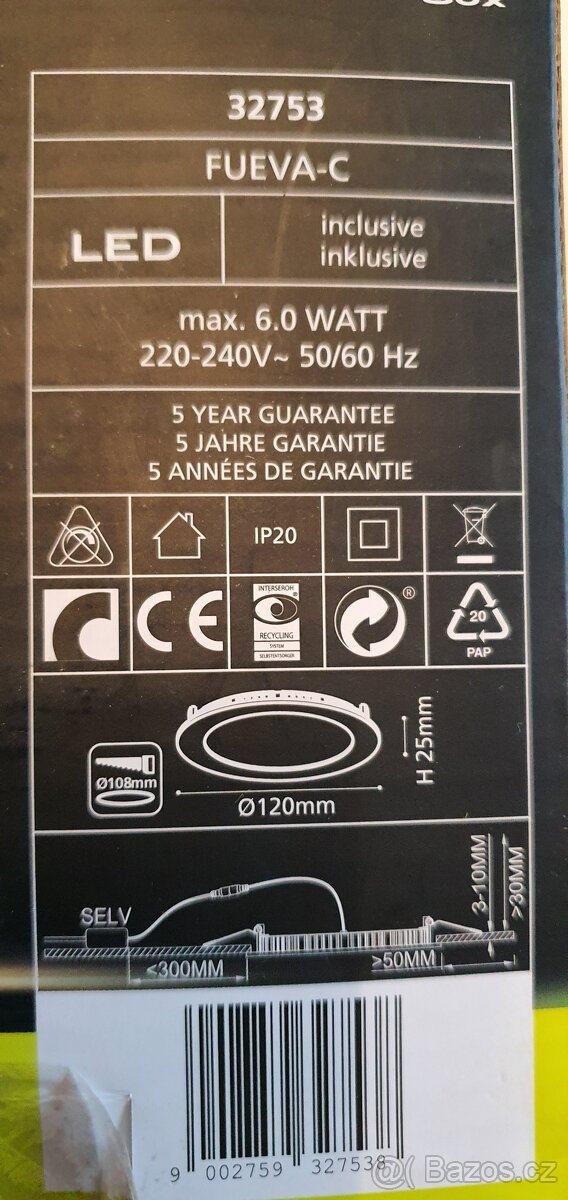 32753
FUEVA-C
LED
inclusive
inklusive
max. 6.0 WATT
220-240V~ 50/60 Hz
5 YEAR GUARANTEE
5 JAHRE GARANTIE
5 ANNÉES DE GARANTIE
IP20
CE
INTERSEROH
®
RECYCLING
SYSTEM
SELBSTENTSORGER
®
20
PAP
Ø108mm
Ø120mm
H 25mm
SELV
≤300MM
≥50MM
3-10MM
>30MM
9 002759 327538
@ Bazos.cz